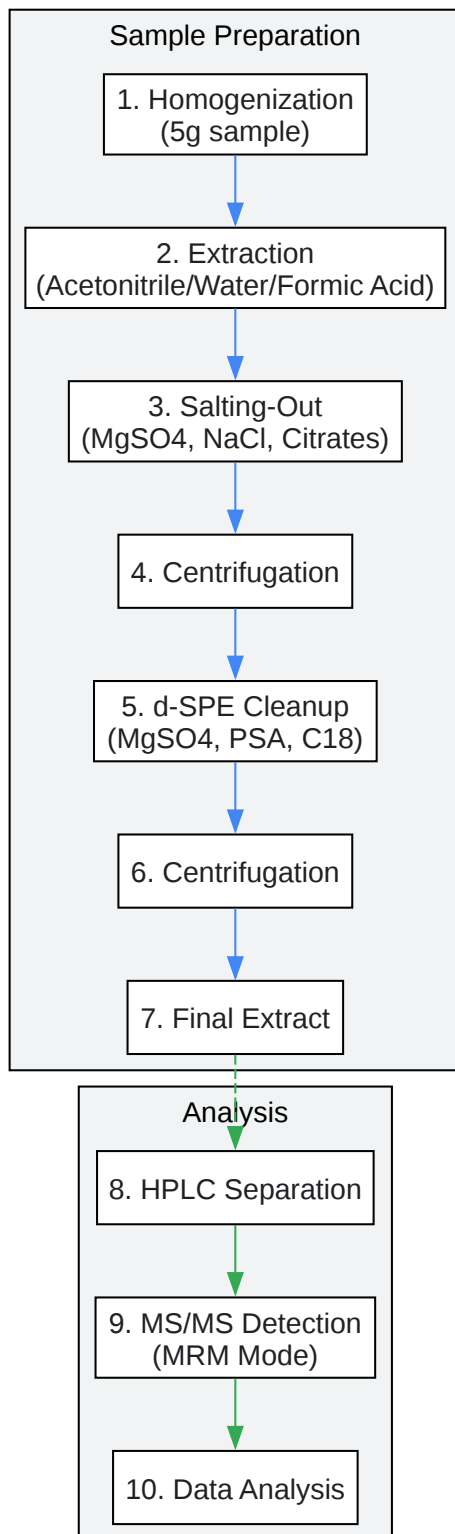 Sample Preparation
1. Homogenization
(5g sample)
2. Extraction
(Acetonitrile/Water/Formic Acid)
3. Salting-Out
(MgSO4, NaCl, Citrates)
4. Centrifugation
5. d-SPE Cleanup
(MgSO4, PSA, C18)
6. Centrifugation
7. Final Extract
Analysis
8. HPLC Separation
9. MS/MS Detection
(MRM Mode)
10. Data Analysis